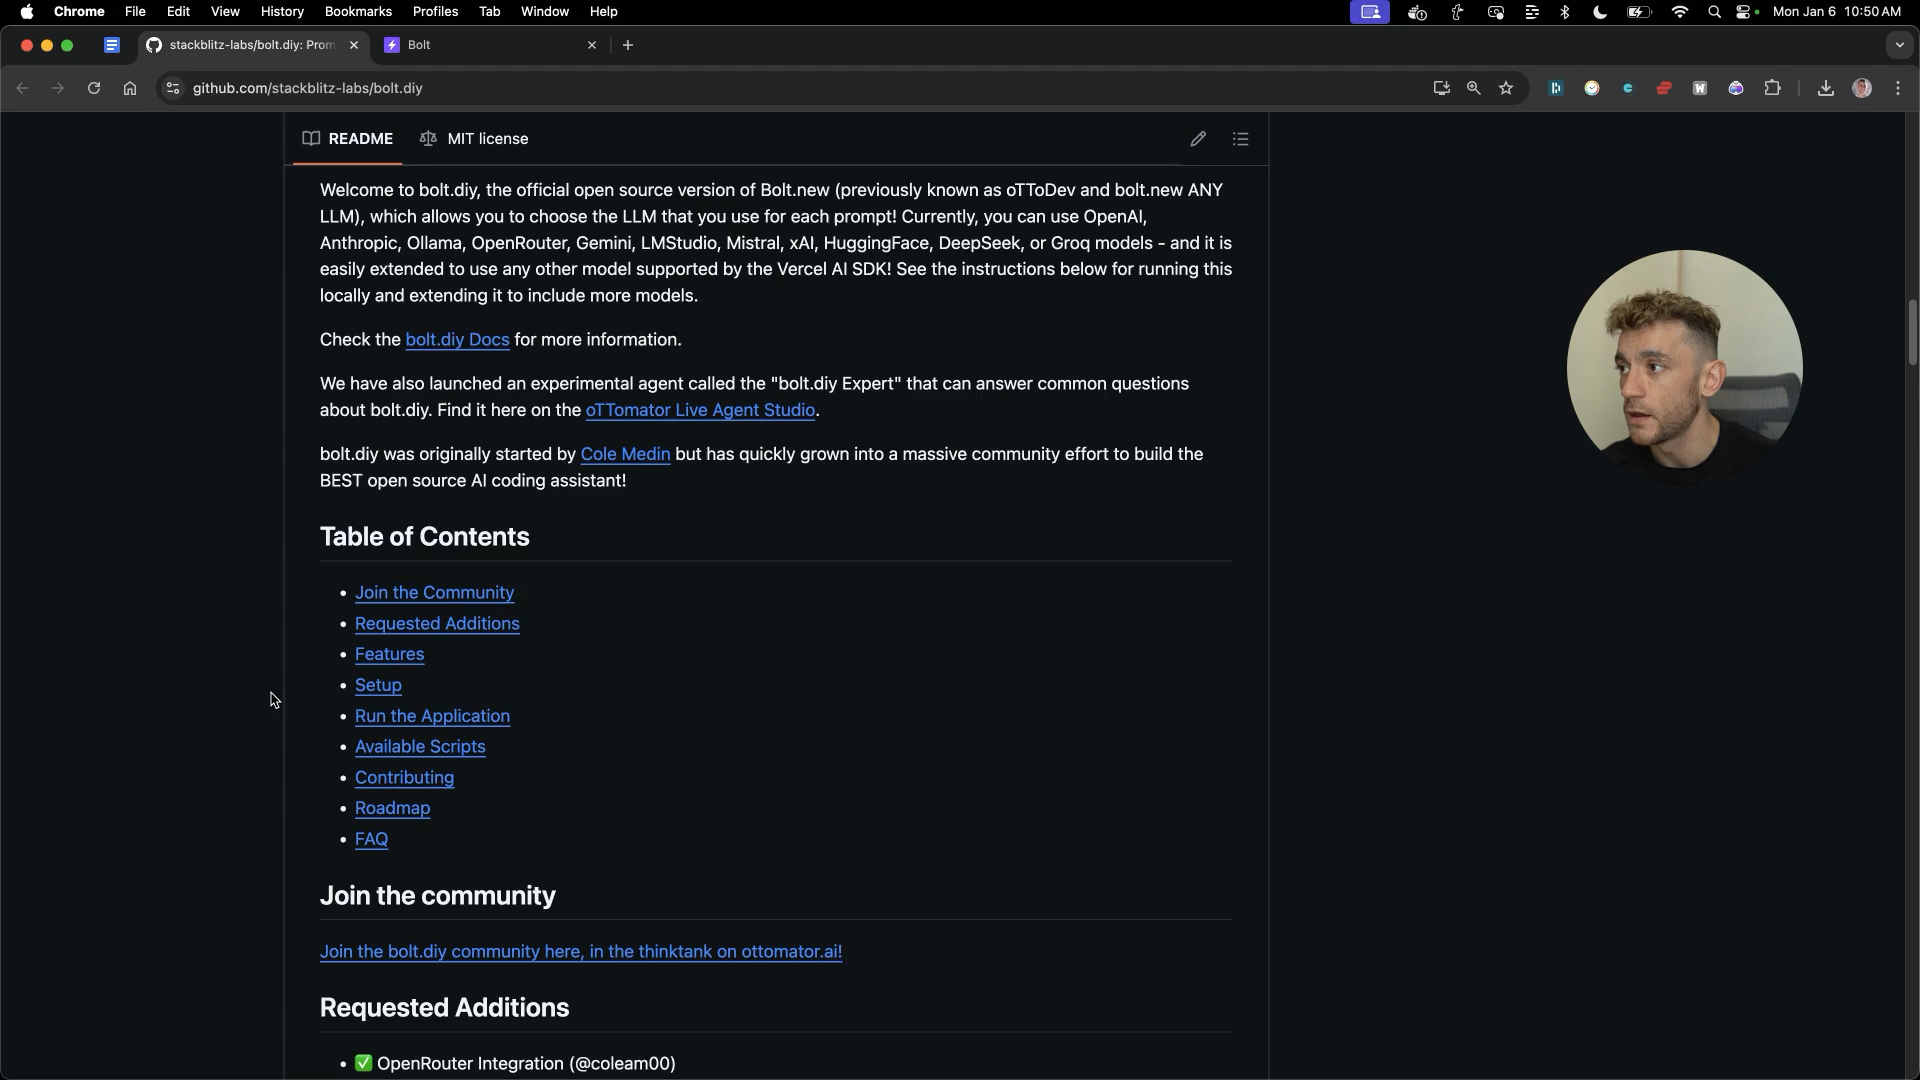 Chrome File Edit View History Bookmarks Profiles Tab Window Help Mon Jan 6 10:50 AM
stackblitz-labs/bolt.diy: Prom Bolt
github.com/stackblitz-labs/bolt.diy
README MIT license
Welcome to bolt.diy, the official open source version of Bolt.new (previously known as oTToDev and bolt.new ANY
LLM), which allows you to choose the LLM that you use for each prompt! Currently, you can use OpenAI,
Anthropic, Ollama, OpenRouter, Gemini, LMStudio, Mistral, xAI, HuggingFace, DeepSeek, or Groq models - and it is
easily extended to use any other model supported by the Vercel AI SDK! See the instructions below for running this
locally and extending it to include more models.
Check the bolt.diy Docs for more information.
We have also launched an experimental agent called the "bolt.diy Expert" that can answer common questions
about bolt.diy. Find it here on the oTTomator Live Agent Studio.
bolt.diy was originally started by Cole Medin but has quickly grown into a massive community effort to build the
BEST open source AI coding assistant!
Table of Contents
• Join the Community
• Requested Additions
• Features
• Setup
• Run the Application
• Available Scripts
• Contributing
• Roadmap
• FAQ
Join the community
Join the bolt.diy community here, in the thinktank on ottomator.ai!
Requested Additions
• ✅ OpenRouter Integration (@coleam00)